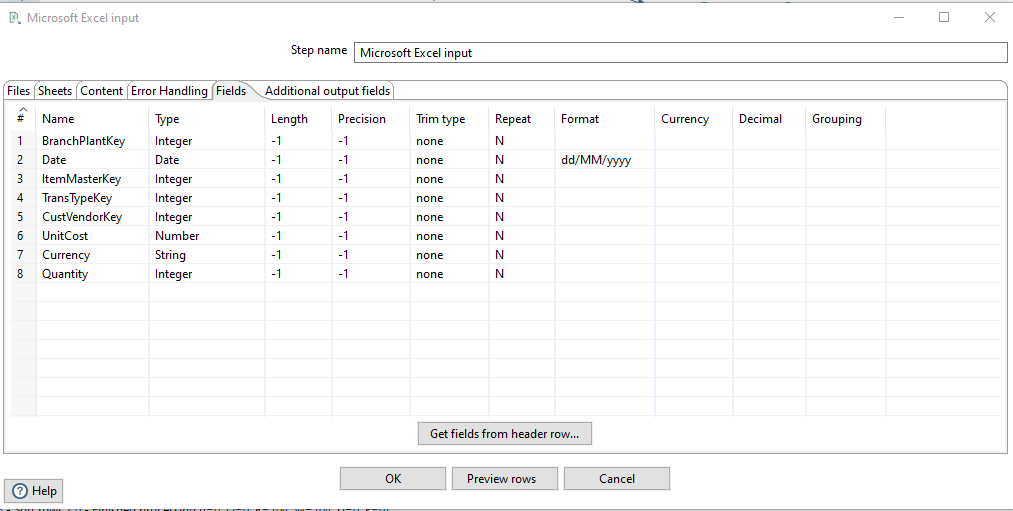 Microsoft Excel input
Step name Microsoft Excel input
Files Sheets Content Error Handling Fields Additional output fields
# Name Type Length Precision Trim type Repeat Format Currency Decimal Grouping
1 BranchPlantKey Integer -1 -1 none N
2 Date Date -1 -1 none N dd/MM/yyyy
3 ItemMasterKey Integer -1 -1 none N
4 TransTypeKey Integer -1 -1 none N
5 CustVendorKey Integer -1 -1 none N
6 UnitCost Number -1 -1 none N
7 Currency String -1 -1 none N
8 Quantity Integer -1 -1 none N
Get fields from header row...
OK Preview rows Cancel
Help